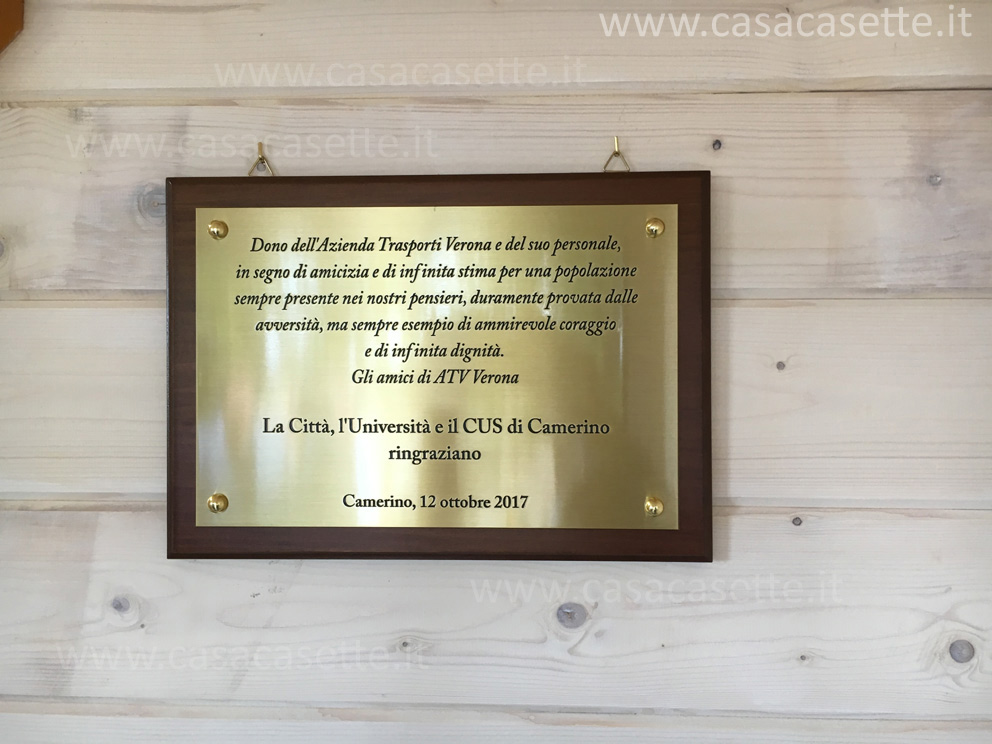 www.casacasette.it
www.casacasette.it
www.casacasette.it
Dono dell'Azienda Trasporti Verona e del suo personale,
in segno di amicizia e di infinita stima per una popolazione
sempre presente nei nostri pensieri, duramente provata dalle
avversità, ma sempre esempio di ammirevole coraggio
e di infinita dignità.
Gli amici di ATV Verona
La Città, l'Università e il CUS di Camerino
ringraziano
Camerino, 12 ottobre 2017
www.casacasette.it
www.casacasette.it